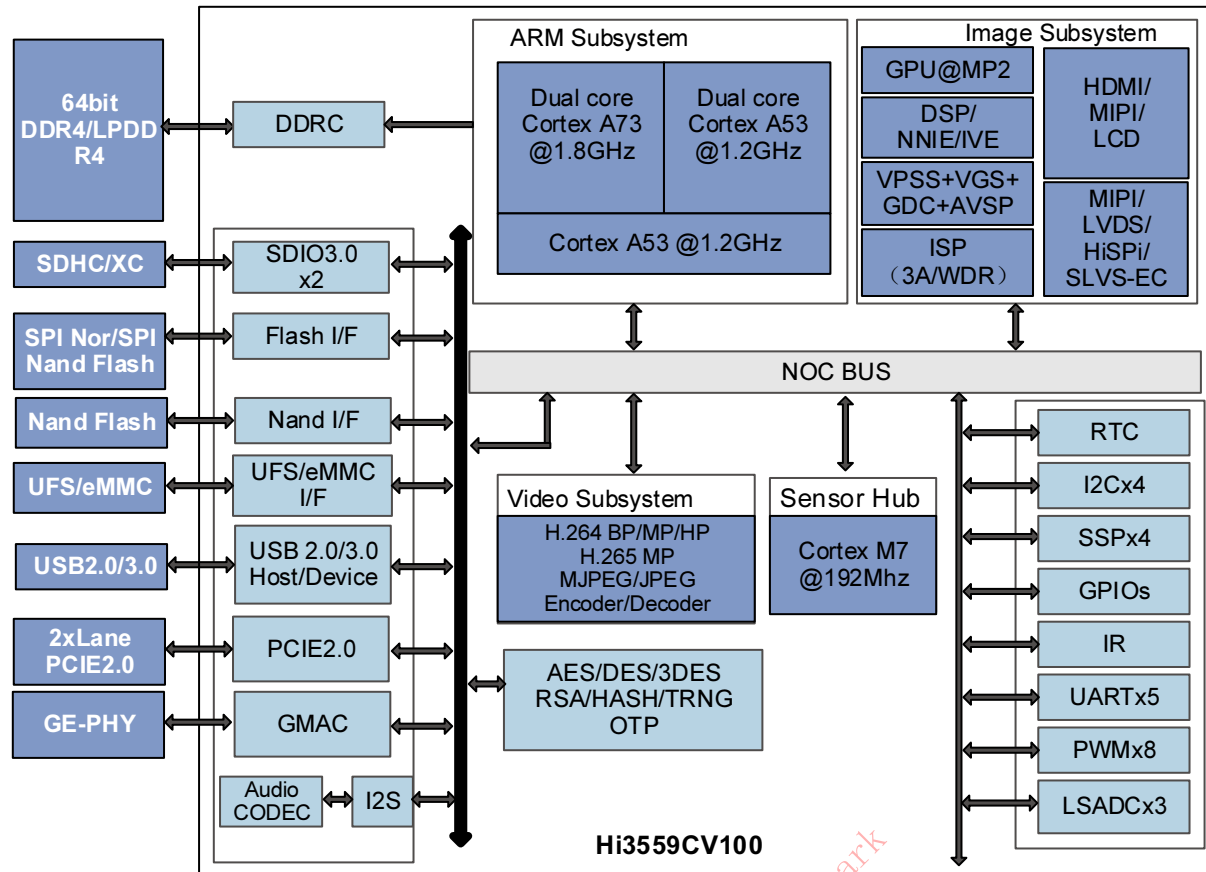 ARM Subsystem
Image Subsystem
64bit
DDR4/LPDD
R4
DDRC
Dual core
Cortex A73
@1.8GHz
Dual core
Cortex A53
@1.2GHz
Cortex A53 @1.2GHz
GPU@MP2
DSP/
NNIE/IVE
VPSS+VGS+
GDC+AVSP
ISP
（3A/WDR）
HDMI/
MIPI/
LCD
MIPI/
LVDS/
HiSPi/
SLVS-EC
SDHC/XC
SDIO3.0
x2
SPI Nor/SPI
Nand Flash
Flash I/F
Nand Flash
Nand I/F
UFS/eMMC
UFS/eMMC
I/F
USB2.0/3.0
USB 2.0/3.0
Host/Device
2xLane
PCIE2.0
PCIE2.0
GE-PHY
GMAC
Audio
CODEC
I2S
NOC BUS
Video Subsystem
H.264 BP/MP/HP
H.265 MP
MJPEG/JPEG
Encoder/Decoder
Sensor Hub
Cortex M7
@192Mhz
AES/DES/3DES
RSA/HASH/TRNG
OTP
RTC
I2Cx4
SSPx4
GPIOs
IR
UARTx5
PWMx8
LSADCx3
Hi3559CV100